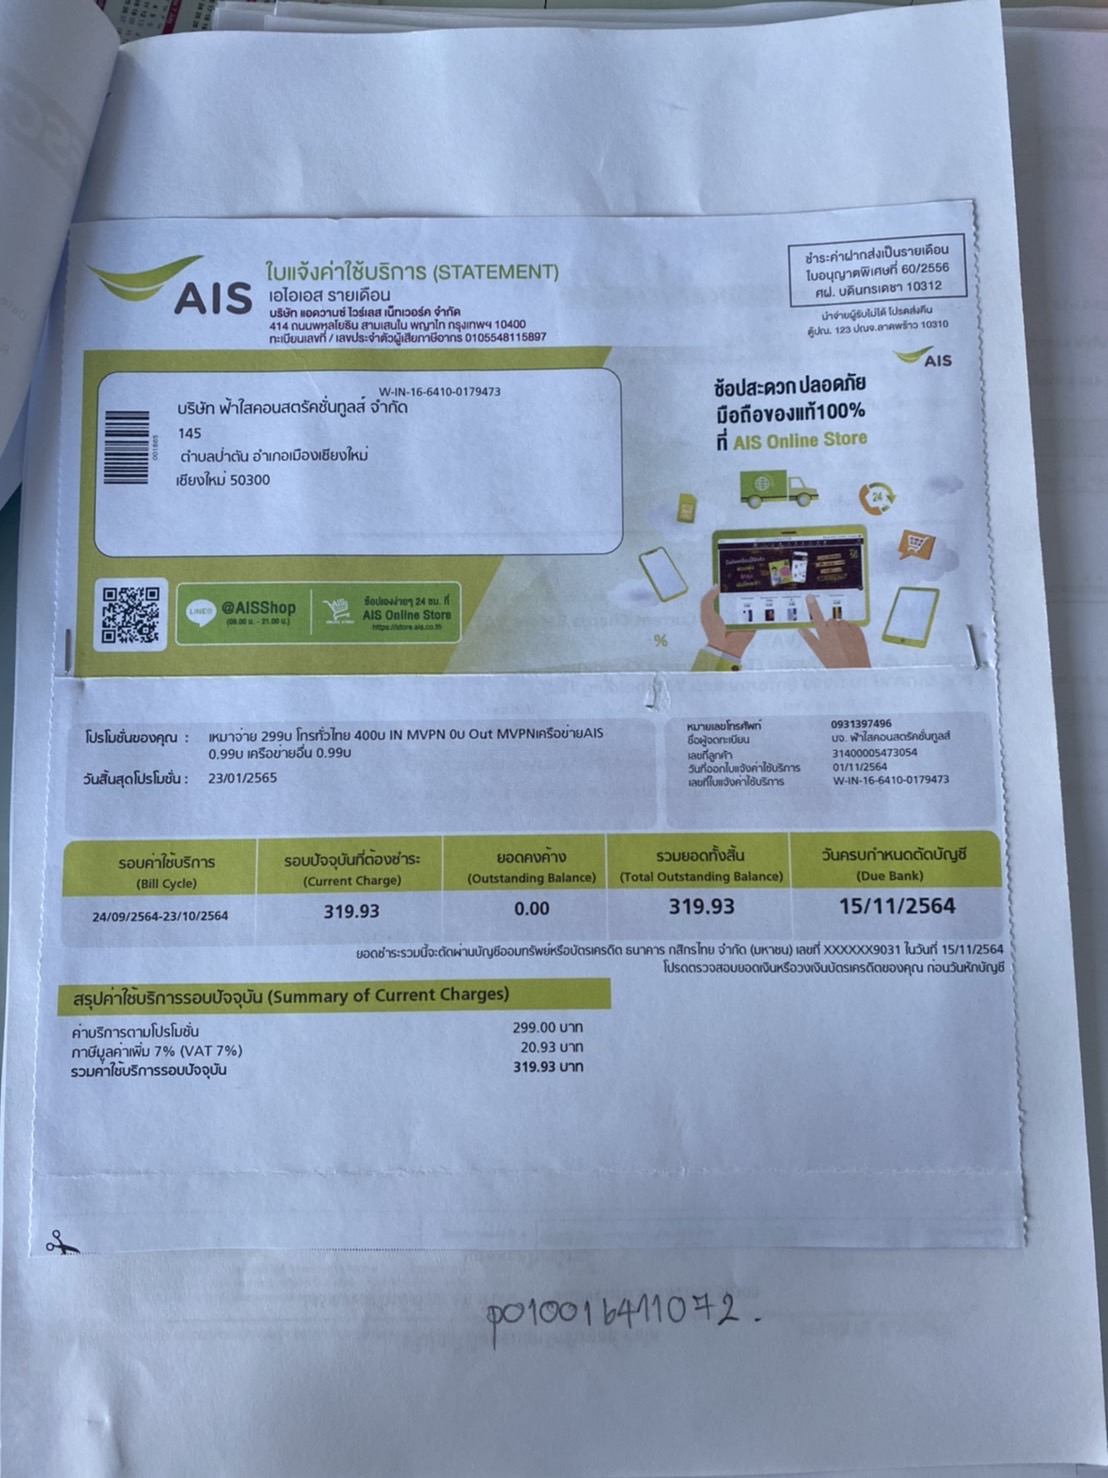 AIS
ใบแจ้งค่าใช้บริการ (STATEMENT)
เอไอเอส รายเดือน
บริษัท แอดวานซ์ ไวร์เลส เน็ทเวอร์ค จำกัด
414 ถนนพหลโยธิน สามเสนใน พญาไท กรุงเทพฯ 10400
ทะเบียนเลขที่ / เลขประจำตัวผู้เสียภาษีอากร 0105548115897
ชำระค่าฝากส่งเป็นรายเดือน
ใบอนุญาตพิเศษที่ 60/2556
ศฝ. บดินทรเดชา 10312
นำจ่ายผู้รับไม่ได้ โปรดส่งคืน
ตู้ปณ. 123 ปณจ.ลาดพร้าว 10310
AIS
W-IN-16-6410-0179473
บริษัท ฟ้าใสคอนสตรัคชั่นทูลส์ จำกัด
145
ตำบลป่าตัน อำเภอเมืองเชียงใหม่
เชียงใหม่ 50300
ช้อปสะดวก ปลอดภัย
มือถือของแท้100%
ที่ AIS Online Store
24
LINE
@AISShop
(08.00 น. - 21.00 น.)
ช้อปเองง่ายๆ 24 ชม. ที่
AIS Online Store
https://store.ais.co.th
%
โปรโมชั่นของคุณ : เหมาจ่าย 299บ โทรทั่วไทย 400บ IN MVPN 0บ Out MVPNเครือข่ายAIS
0.99บ เครือข่ายอื่น 0.99บ
วันสิ้นสุดโปรโมชั่น : 23/01/2565
หมายเลขโทรศัพท์ 0931397496
ชื่อผู้จดทะเบียน บจ. ฟ้าใสคอนสตรัคชั่นทูลส์
เลขที่ลูกค้า 31400005473054
วันที่ออกใบแจ้งค่าใช้บริการ 01/11/2564
เลขที่ใบแจ้งค่าใช้บริการ W-IN-16-6410-0179473
รอบค่าใช้บริการ รอบปัจจุบันที่ต้องชำระ ยอดคงค้าง รวมยอดทั้งสิ้น วันครบกำหนดตัดบัญชี
(Bill Cycle) (Current Charge) (Outstanding Balance) (Total Outstanding Balance) (Due Bank)
24/09/2564-23/10/2564 319.93 0.00 319.93 15/11/2564
ยอดชำระรวมนี้จะตัดผ่านบัญชีออมทรัพย์หรือบัตรเครดิต ธนาคาร กสิกรไทย จำกัด (มหาชน) เลขที่ XXXXXX9031 ในวันที่ 15/11/2564
โปรดตรวจสอบยอดเงินหรือวงเงินบัตรเครดิตของคุณ ก่อนวันหักบัญชี
สรุปค่าใช้บริการรอบปัจจุบัน (Summary of Current Charges)
ค่าบริการตามโปรโมชั่น 299.00 บาท
ภาษีมูลค่าเพิ่ม 7% (VAT 7%) 20.93 บาท
รวมค่าใช้บริการรอบปัจจุบัน 319.93 บาท
p010016411072.